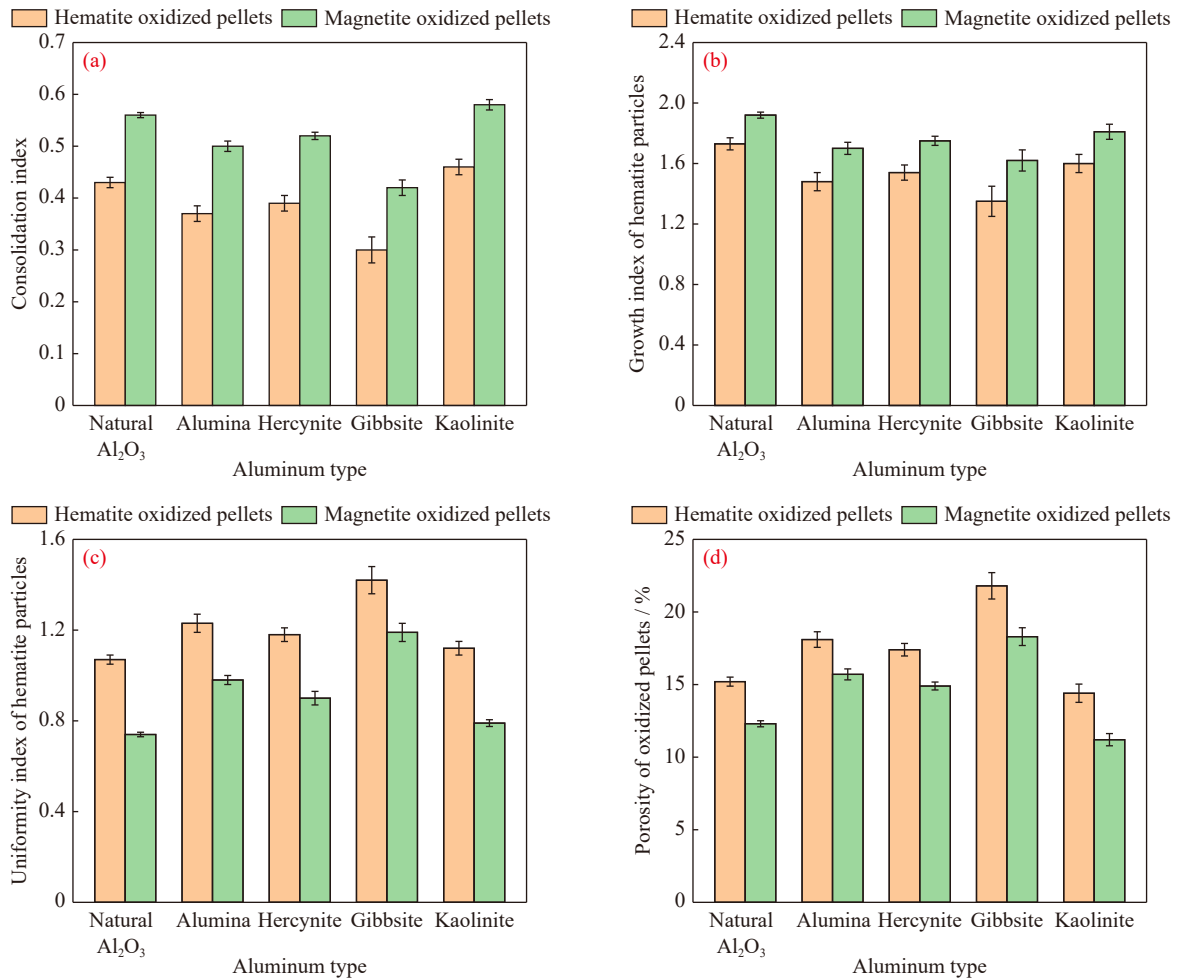 Hematite oxidized pellets Magnetite oxidized pellets
(a)
0.7
0.6
0.5
0.4
0.3
0.2
0.1
0
Consolidation index
Natural Al₂O₃ Alumina Hercynite Gibbsite Kaolinite
Aluminum type
Hematite oxidized pellets Magnetite oxidized pellets
(b)
2.4
2.0
1.6
1.2
0.8
0.4
0
Growth index of hematite particles
Natural Al₂O₃ Alumina Hercynite Gibbsite Kaolinite
Aluminum type
Hematite oxidized pellets Magnetite oxidized pellets
(c)
1.6
1.2
0.8
0.4
0
Uniformity index of hematite particles
Natural Al₂O₃ Alumina Hercynite Gibbsite Kaolinite
Aluminum type
Hematite oxidized pellets Magnetite oxidized pellets
(d)
25
20
15
10
5
0
Porosity of oxidized pellets / %
Natural Al₂O₃ Alumina Hercynite Gibbsite Kaolinite
Aluminum type